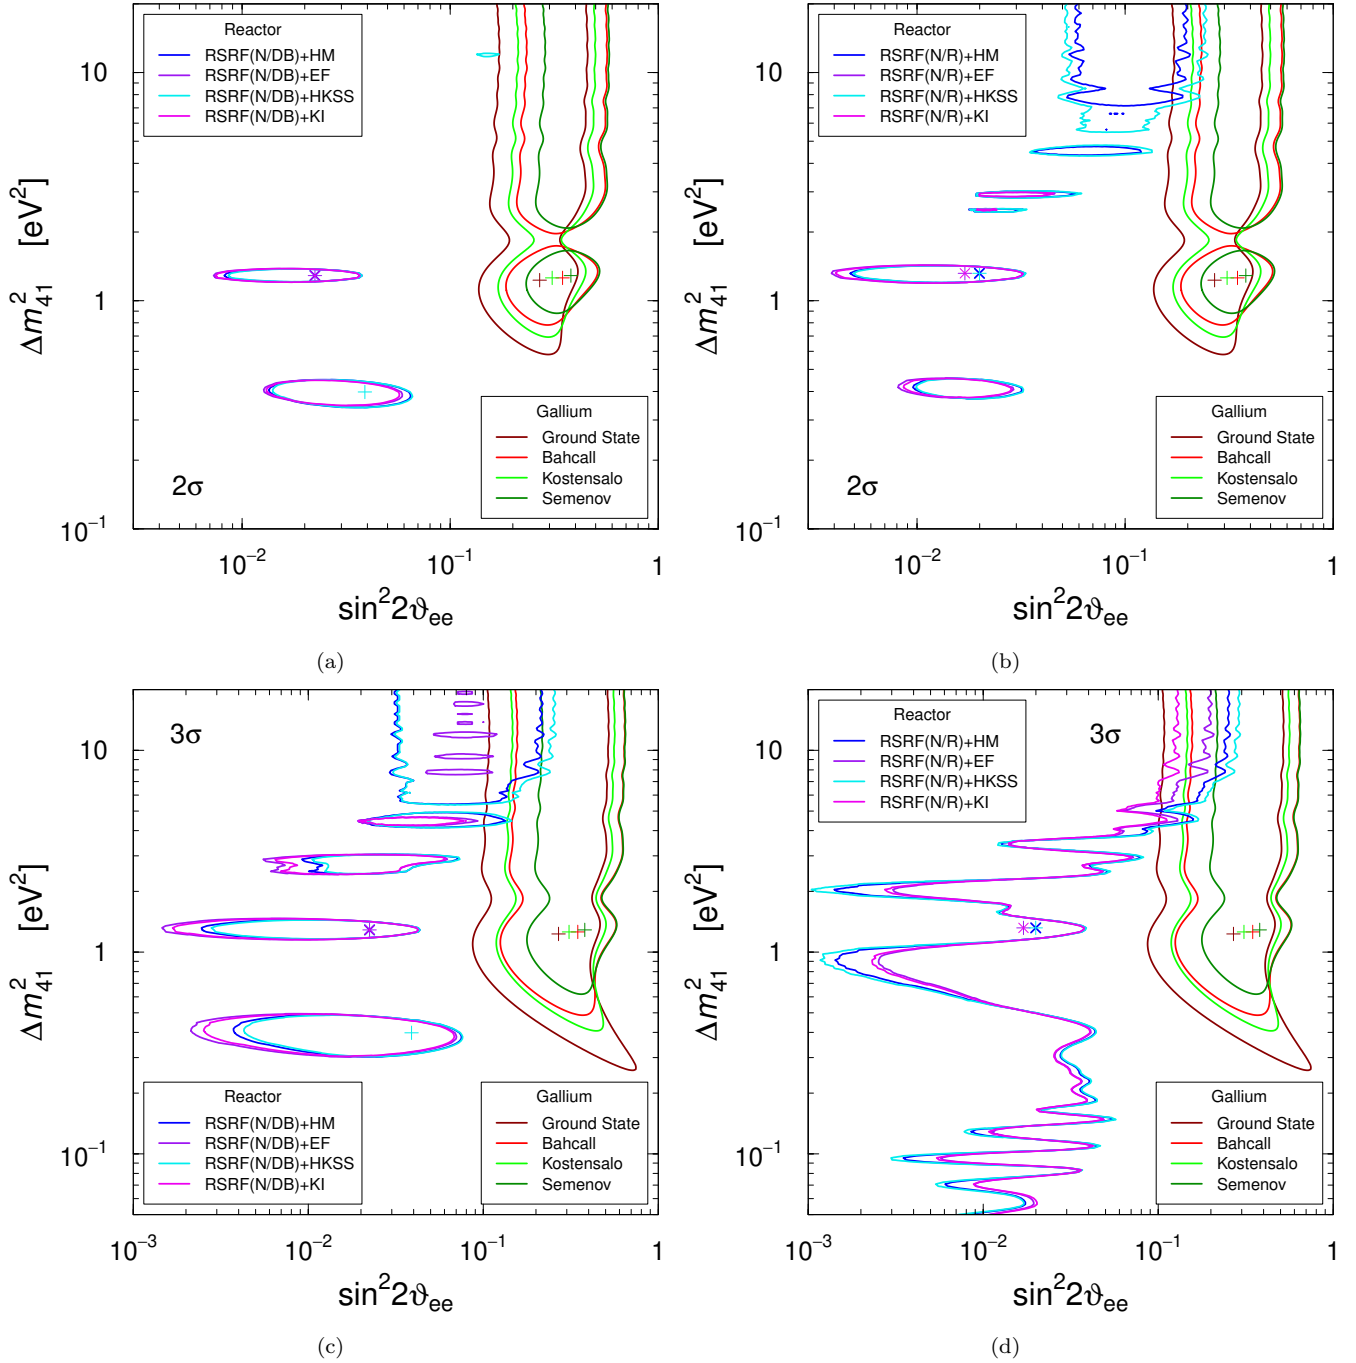 Reactor
RSRF(N/DB)+HM
RSRF(N/DB)+EF
RSRF(N/DB)+HKSS
RSRF(N/DB)+KI
10
1
10⁻¹
Δm²₄₁ [eV²]
2σ
Gallium
Ground State
Bahcall
Kostensalo
Semenov
10⁻² 10⁻¹ 1
sin²2ϑₑₑ
(a)
Reactor
RSRF(N/R)+HM
RSRF(N/R)+EF
RSRF(N/R)+HKSS
RSRF(N/R)+KI
10
1
10⁻¹
Δm²₄₁ [eV²]
2σ
Gallium
Ground State
Bahcall
Kostensalo
Semenov
10⁻² 10⁻¹ 1
sin²2ϑₑₑ
(b)
3σ
10
1
10⁻¹
Δm²₄₁ [eV²]
Reactor
RSRF(N/DB)+HM
RSRF(N/DB)+EF
RSRF(N/DB)+HKSS
RSRF(N/DB)+KI
Gallium
Ground State
Bahcall
Kostensalo
Semenov
10⁻³ 10⁻² 10⁻¹ 1
sin²2ϑₑₑ
(c)
Reactor
RSRF(N/R)+HM
RSRF(N/R)+EF
RSRF(N/R)+HKSS
RSRF(N/R)+KI
3σ
10
1
10⁻¹
Δm²₄₁ [eV²]
Gallium
Ground State
Bahcall
Kostensalo
Semenov
10⁻³ 10⁻² 10⁻¹ 1
sin²2ϑₑₑ
(d)